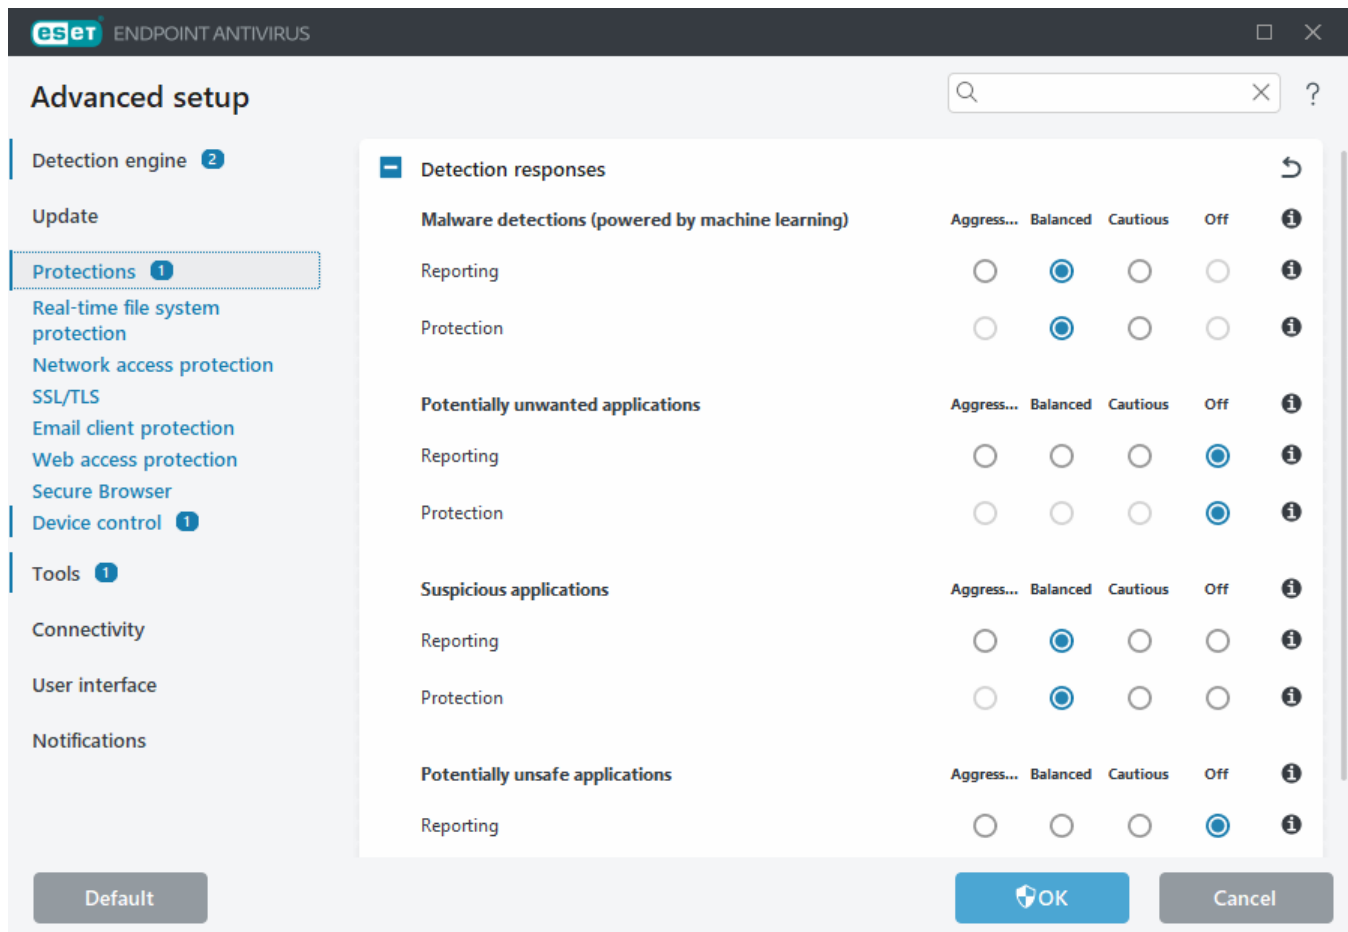 eseT ENDPOINT ANTIVIRUS
Advanced setup
?
Detection engine 2
Update
Protections 1
Real-time file system
protection
Network access protection
SSL/TLS
Email client protection
Web access protection
Secure Browser
Device control 1
Tools 1
Connectivity
User interface
Notifications
Detection responses
Malware detections (powered by machine learning) Aggress... Balanced Cautious Off
Reporting
Protection
Potentially unwanted applications Aggress... Balanced Cautious Off
Reporting
Protection
Suspicious applications Aggress... Balanced Cautious Off
Reporting
Protection
Potentially unsafe applications Aggress... Balanced Cautious Off
Reporting
Default
OK
Cancel